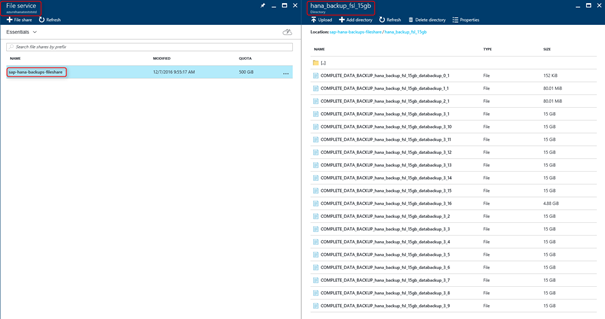 File service
File share Refresh
Essentials
Search file shares by prefix
NAME MODIFIED QUOTA
sap-hana-backups-fileshare 12/7/2016 9:55:17 AM 500 GB ...
hana_backup_fsl_15gb
Directory
Upload Add directory Refresh Delete directory Properties
Location: sap-hana-backups-fileshare / hana_backup_fsl_15gb
NAME TYPE SIZE
[..]
COMPLETE_DATA_BACKUP_hana_backup_fsl_15gb_databackup_0_1 File 152 KiB
COMPLETE_DATA_BACKUP_hana_backup_fsl_15gb_databackup_1_1 File 80.01 MiB
COMPLETE_DATA_BACKUP_hana_backup_fsl_15gb_databackup_2_1 File 80.01 MiB
COMPLETE_DATA_BACKUP_hana_backup_fsl_15gb_databackup_3_1 File 15 GiB
COMPLETE_DATA_BACKUP_hana_backup_fsl_15gb_databackup_3_10 File 15 GiB
COMPLETE_DATA_BACKUP_hana_backup_fsl_15gb_databackup_3_11 File 15 GiB
COMPLETE_DATA_BACKUP_hana_backup_fsl_15gb_databackup_3_12 File 15 GiB
COMPLETE_DATA_BACKUP_hana_backup_fsl_15gb_databackup_3_13 File 15 GiB
COMPLETE_DATA_BACKUP_hana_backup_fsl_15gb_databackup_3_14 File 15 GiB
COMPLETE_DATA_BACKUP_hana_backup_fsl_15gb_databackup_3_15 File 15 GiB
COMPLETE_DATA_BACKUP_hana_backup_fsl_15gb_databackup_3_16 File 4.88 GiB
COMPLETE_DATA_BACKUP_hana_backup_fsl_15gb_databackup_3_2 File 15 GiB
COMPLETE_DATA_BACKUP_hana_backup_fsl_15gb_databackup_3_3 File 15 GiB
COMPLETE_DATA_BACKUP_hana_backup_fsl_15gb_databackup_3_4 File 15 GiB
COMPLETE_DATA_BACKUP_hana_backup_fsl_15gb_databackup_3_5 File 15 GiB
COMPLETE_DATA_BACKUP_hana_backup_fsl_15gb_databackup_3_6 File 15 GiB
COMPLETE_DATA_BACKUP_hana_backup_fsl_15gb_databackup_3_7 File 15 GiB
COMPLETE_DATA_BACKUP_hana_backup_fsl_15gb_databackup_3_8 File 15 GiB
COMPLETE_DATA_BACKUP_hana_backup_fsl_15gb_databackup_3_9 File 15 GiB